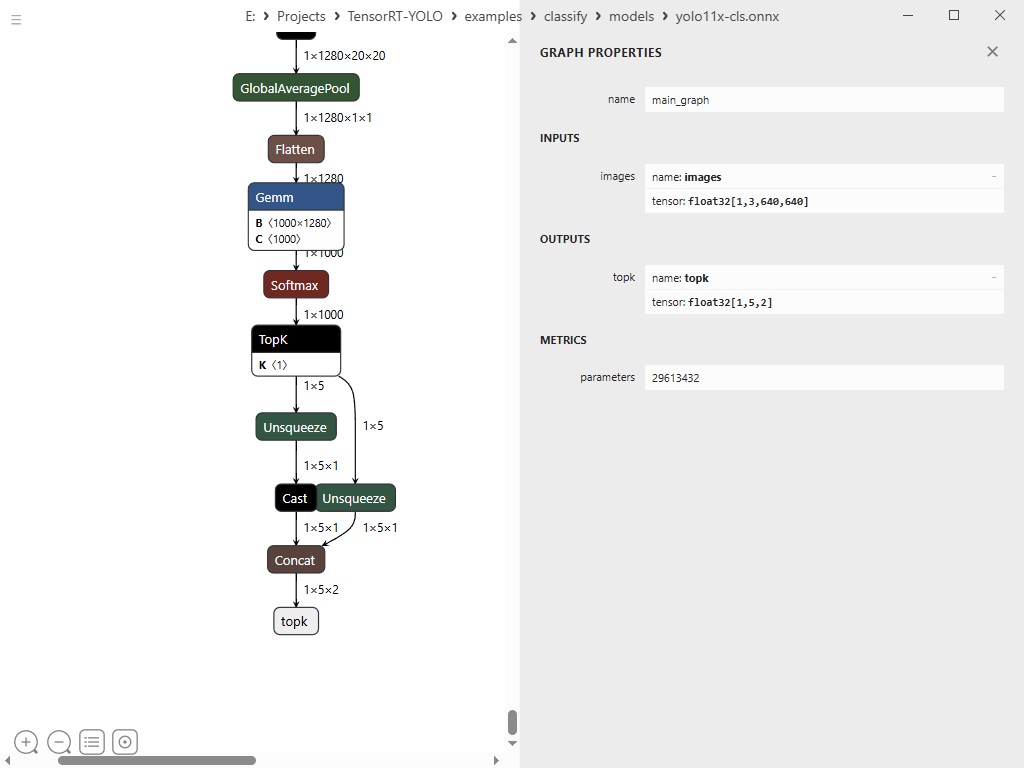 E: > Projects > TensorRT-YOLO > examples > classify > models > yolo11x-cls.onnx
1×1280×20×20
GlobalAveragePool
1×1280×1×1
Flatten
1×1280
Gemm
B 〈1000×1280〉
C 〈1000〉
1×1000
Softmax
1×1000
TopK
K 〈1〉
1×5
1×5
Unsqueeze
1×5×1
Cast
Unsqueeze
1×5×1
1×5×1
Concat
1×5×2
topk
GRAPH PROPERTIES
name
main_graph
INPUTS
images
name: images
tensor: float32[1,3,640,640]
OUTPUTS
topk
name: topk
tensor: float32[1,5,2]
METRICS
parameters
29613432